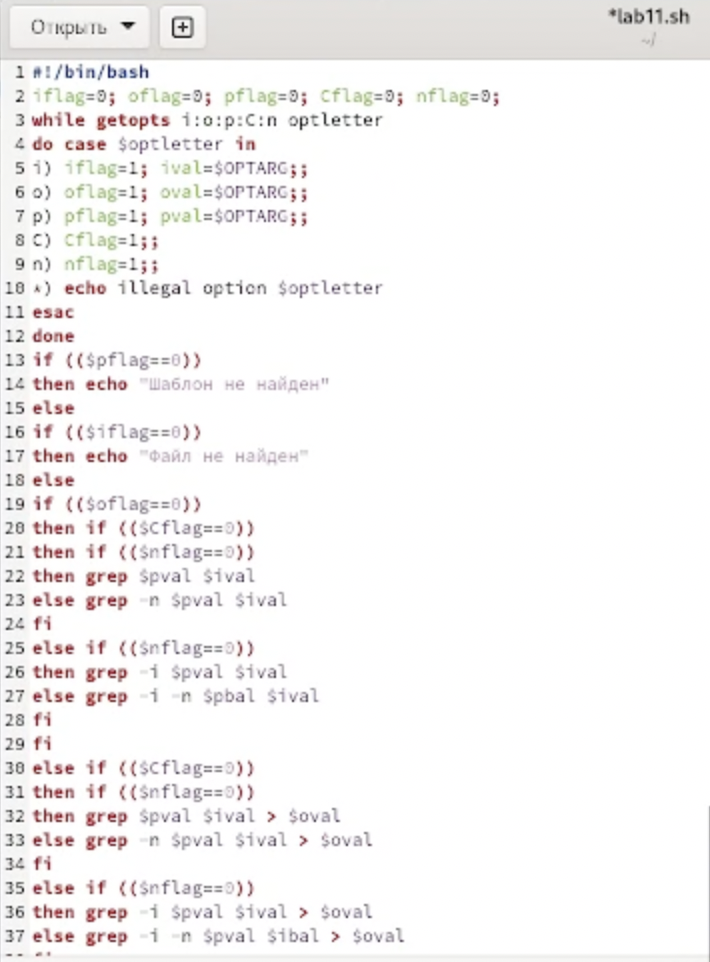 Открыть
*lab11.sh
~/
1 #!/bin/bash
2 iflag=0; oflag=0; pflag=0; Cflag=0; nflag=0;
3 while getopts i:o:p:C:n optletter
4 do case $optletter in
5 i) iflag=1; ival=$OPTARG;;
6 o) oflag=1; oval=$OPTARG;;
7 p) pflag=1; pval=$OPTARG;;
8 C) Cflag=1;;
9 n) nflag=1;;
10 *) echo illegal option $optletter
11 esac
12 done
13 if (($pflag==0))
14 then echo "Шаблон не найден"
15 else
16 if (($iflag==0))
17 then echo "Файл не найден"
18 else
19 if (($oflag==0))
20 then if (($Cflag==0))
21 then if (($nflag==0))
22 then grep $pval $ival
23 else grep -n $pval $ival
24 fi
25 else if (($nflag==0))
26 then grep -i $pval $ival
27 else grep -i -n $pbal $ival
28 fi
29 fi
30 else if (($Cflag==0))
31 then if (($nflag==0))
32 then grep $pval $ival > $oval
33 else grep -n $pval $ival > $oval
34 fi
35 else if (($nflag==0))
36 then grep -i $pval $ival > $oval
37 else grep -i -n $pval $ibal > $oval